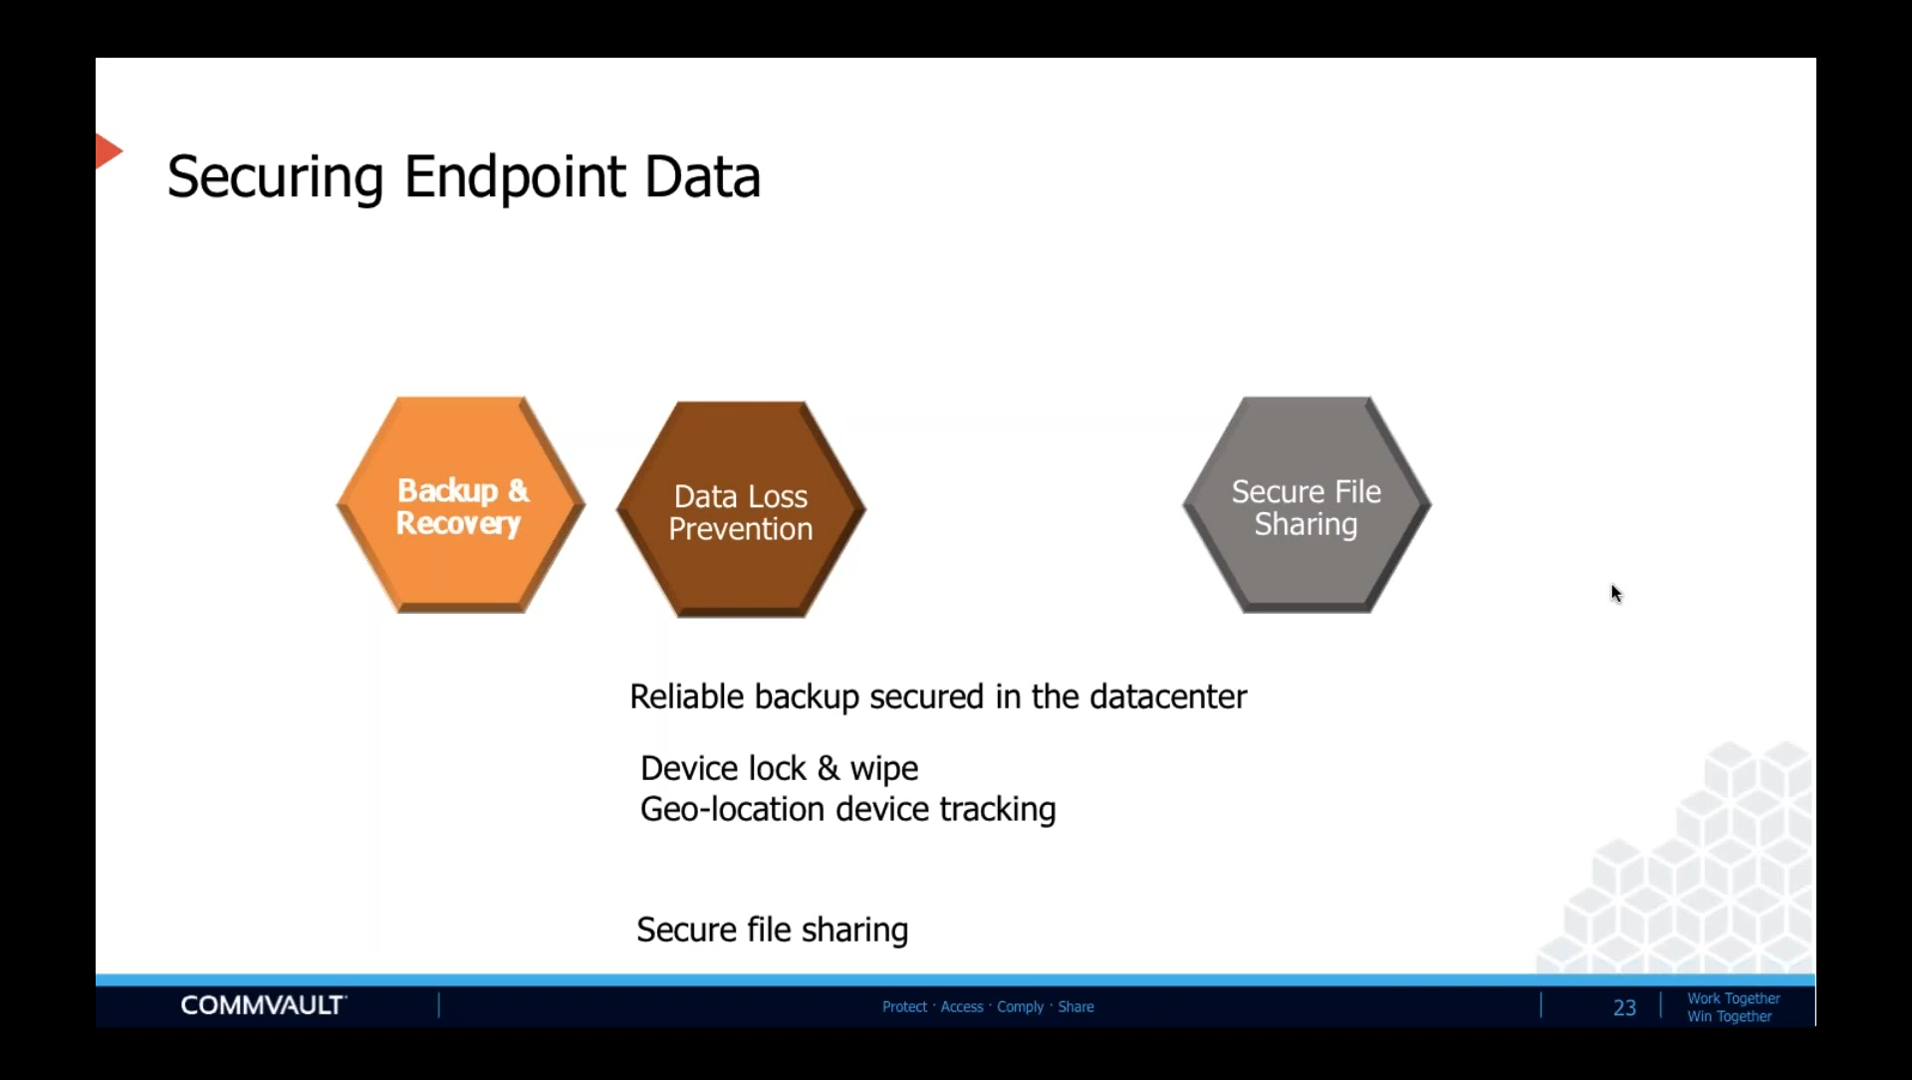 Securing Endpoint Data
Backup &
Recovery
Data Loss
Prevention
Secure File
Sharing
Reliable backup secured in the datacenter
Device lock & wipe
Geo-location device tracking
Secure file sharing
COMMVAULT
Protect · Access · Comply · Share
23
Work Together
Win Together